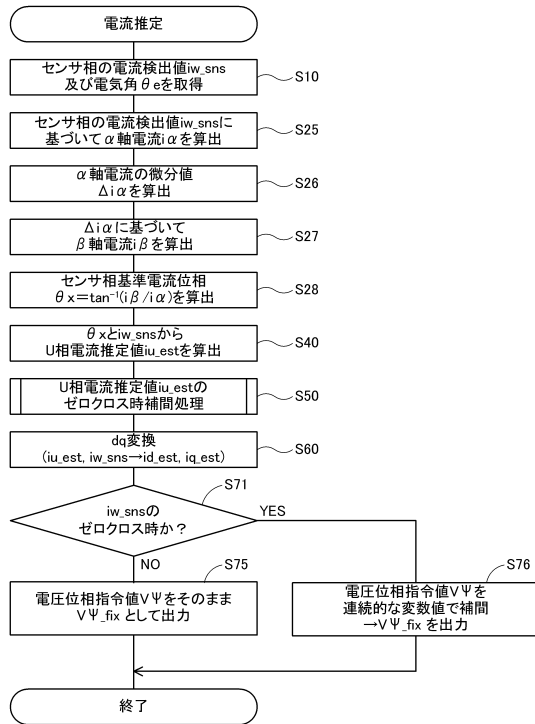 電流推定
センサ相の電流検出値iw_sns
及び電気角θeを取得
S10
センサ相の電流検出値iw_snsに
基づいてα軸電流iαを算出
S25
α軸電流の微分値
Δiαを算出
S26
Δiαに基づいて
β軸電流iβを算出
S27
センサ相基準電流位相
θx=tan⁻¹(iβ/iα)を算出
S28
θxとiw_snsから
U相電流推定値iu_estを算出
S40
U相電流推定値iu_estの
ゼロクロス時補間処理
S50
dq変換
(iu_est, iw_sns→id_est, iq_est)
S60
S71
iw_snsの
ゼロクロス時か?
YES
NO
S75
電圧位相指令値VΨをそのまま
VΨ_fix として出力
S76
電圧位相指令値VΨを
連続的な変数値で補間
→VΨ_fix を出力
終了